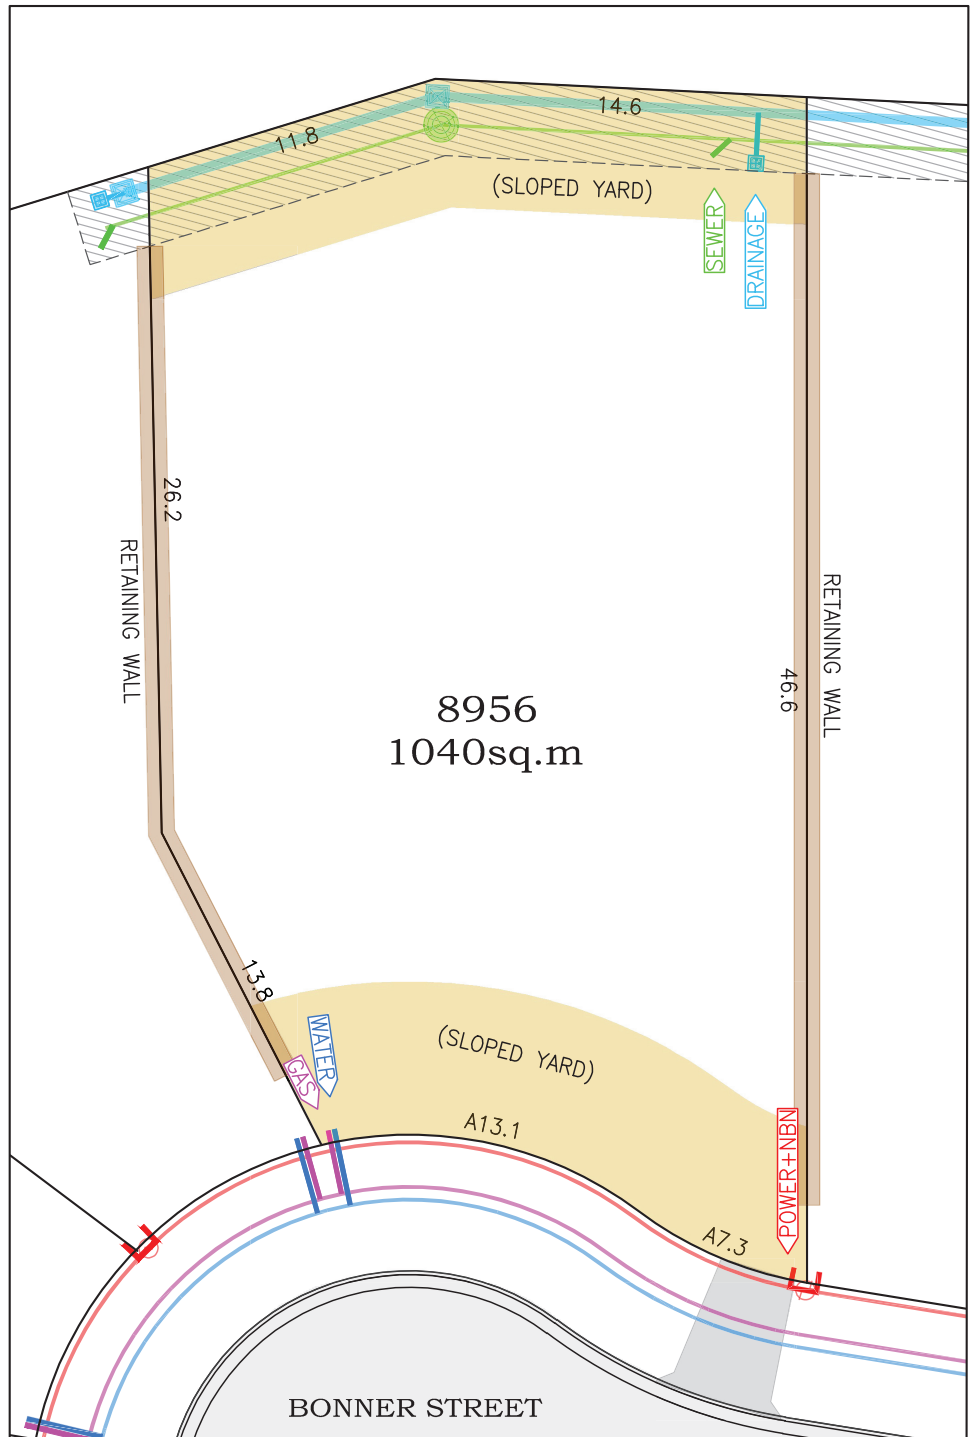 11.8
14.6
(SLOPED YARD)
SEWER
DRAINAGE
26.2
RETAINING WALL
RETAINING WALL
46.6
8956
1040sq.m
13.8
(SLOPED YARD)
WATER
GAS
A13.1
POWER+NBN
A7.3
BONNER STREET